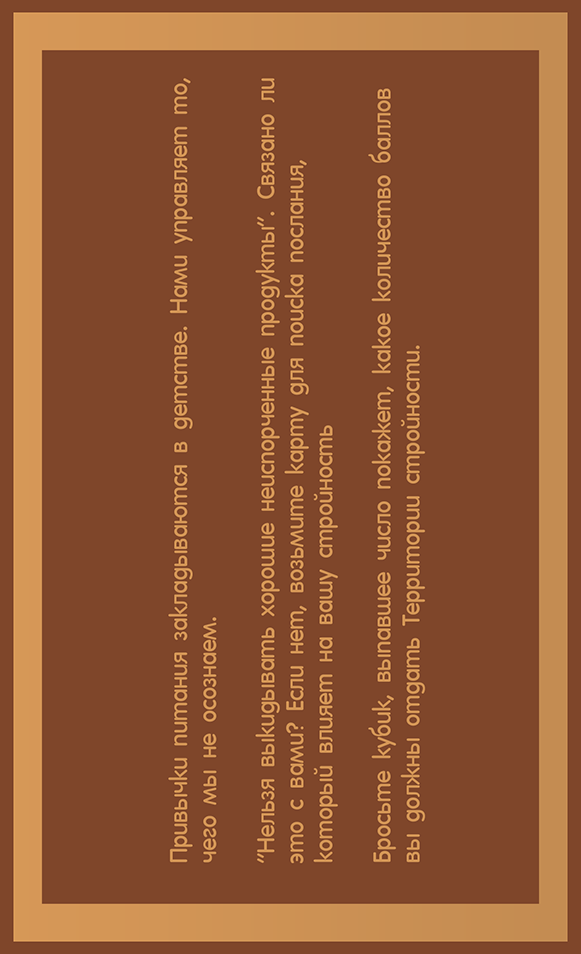 Привычки питания закладываются в детстве. Нами управляет то,
чего мы не осознаем.
“Нельзя выкидывать хорошие неиспорченные продукты”. Связано ли
это с вами? Если нет, возьмите карту для поиска послания,
который влияет на вашу стройность
Бросьте кубик, выпавшее число покажет, какое количество баллов
вы должны отдать Территории стройности.